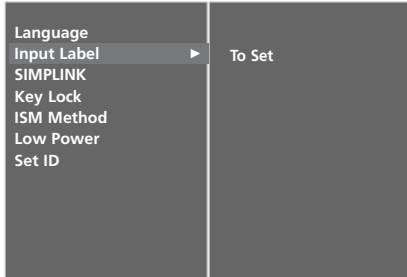 Language
Input Label ►
To Set
SIMPLINK
Key Lock
ISM Method
Low Power
Set ID